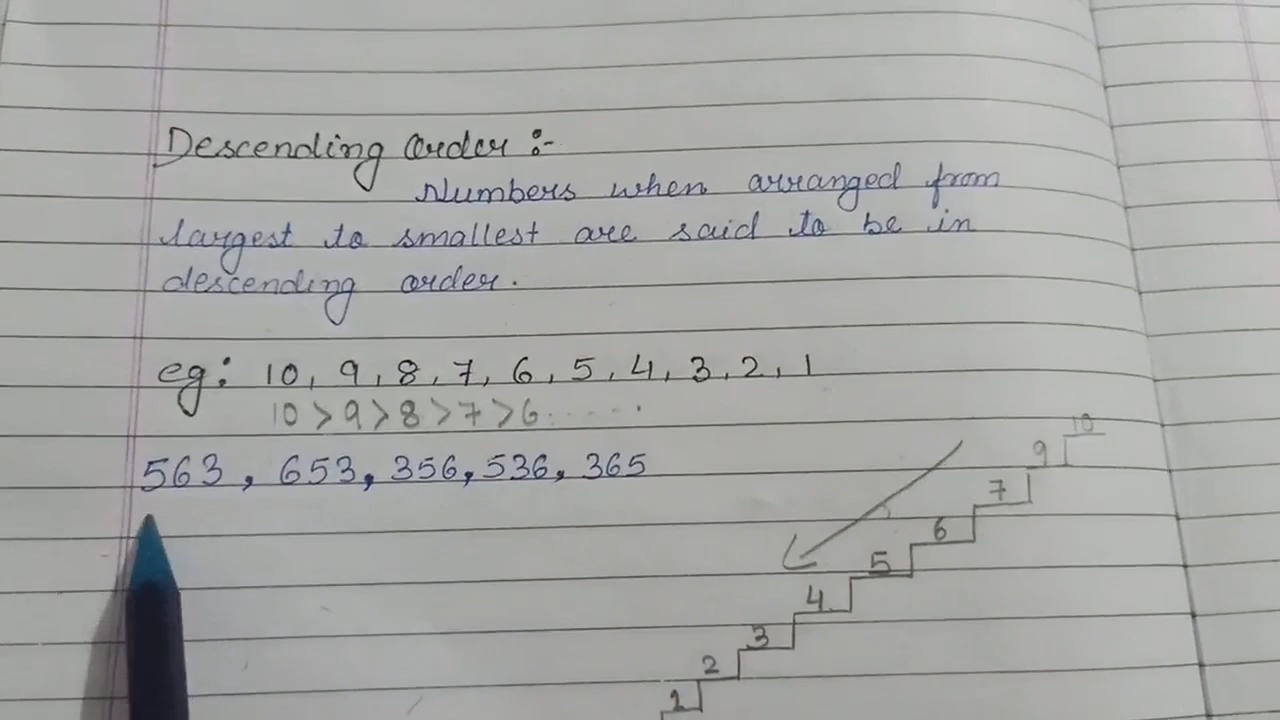 Descending Order :-
Numbers when arranged from
largest to smallest are said to be in
descending order.
eg: 10, 9, 8, 7, 6, 5, 4, 3, 2, 1
10 > 9 > 8 > 7 > 6 ......
563, 653, 356, 536, 365
10
9
7
6
5
4
3
2
1